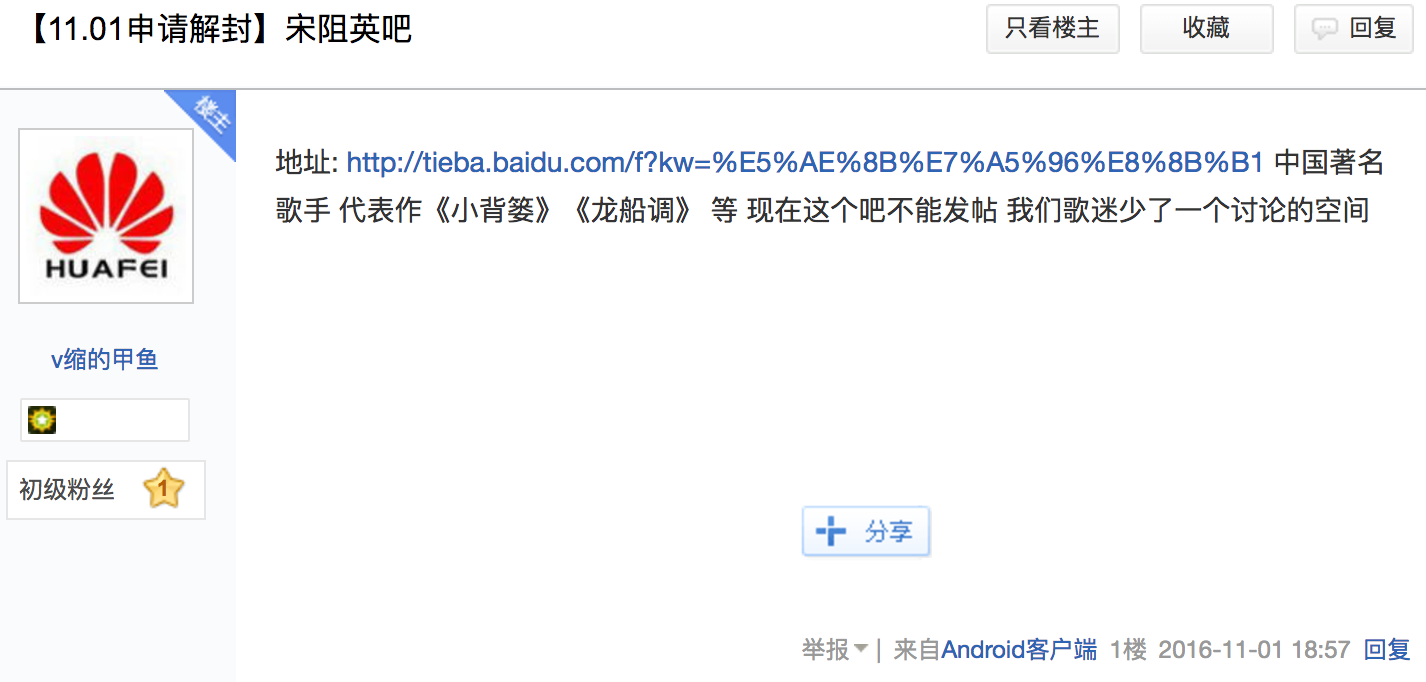 【11.01申请解封】宋阻英吧
只看楼主
收藏
回复
楼主
HUAFEI
v缩的甲鱼
初级粉丝
1
地址: http://tieba.baidu.com/f?kw=%E5%AE%8B%E7%A5%96%E8%8B%B1 中国著名
歌手 代表作《小背篓》《龙船调》 等 现在这个吧不能发帖 我们歌迷少了一个讨论的空间
分享
举报 | 来自Android客户端 1楼 2016-11-01 18:57 回复